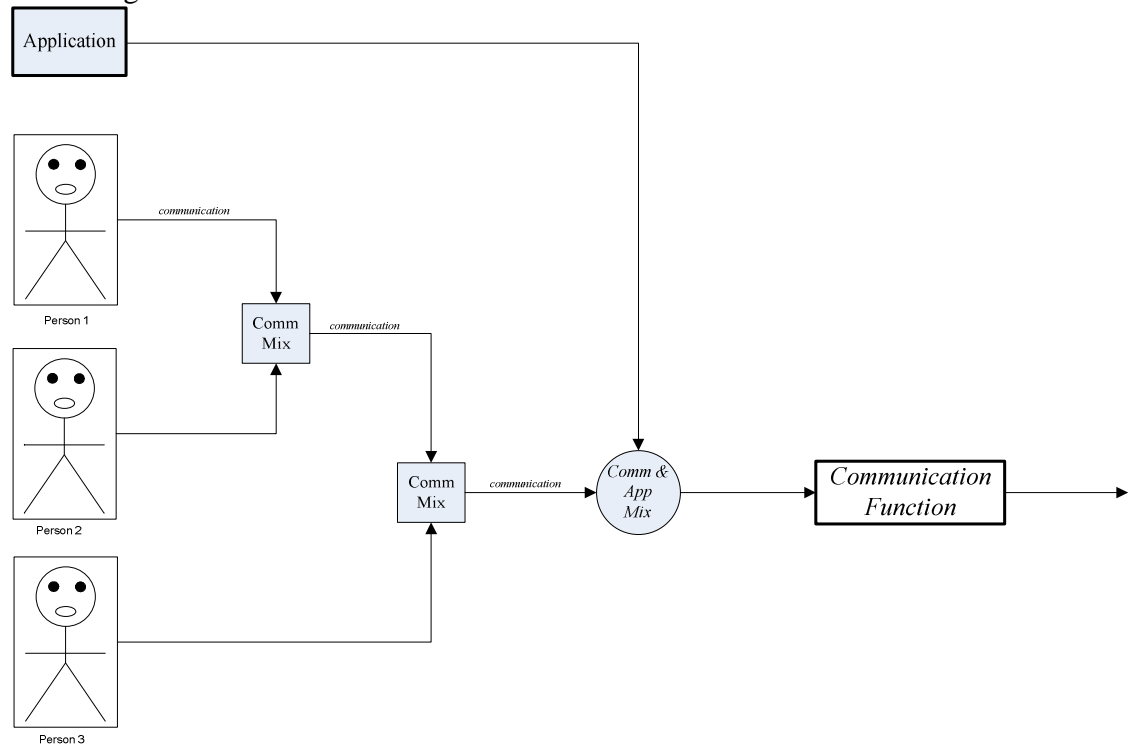 Application
communication
Person 1
Comm
Mix
communication
Person 2
Comm
Mix
communication
Comm &
App
Mix
Communication
Function
Person 3